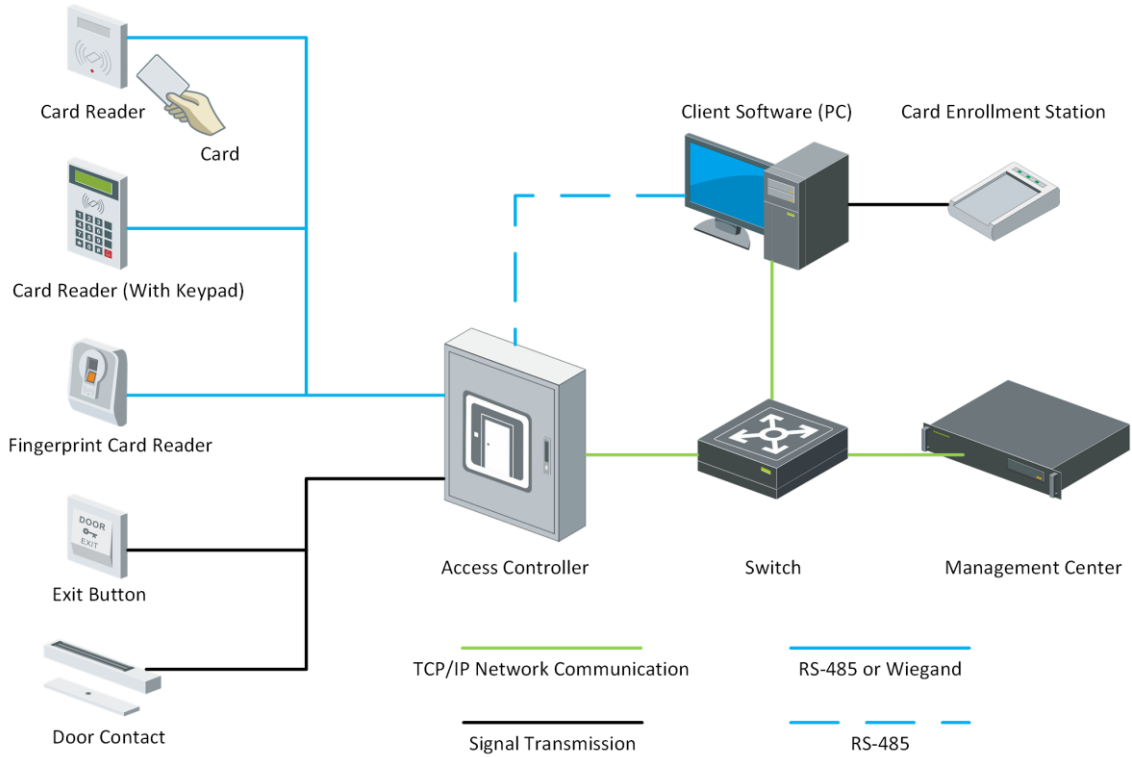 Card Reader
Card
Client Software (PC)
Card Enrollment Station
Card Reader (With Keypad)
Fingerprint Card Reader
DOOR
EXIT
Exit Button
Access Controller
Switch
Management Center
TCP/IP Network Communication
RS-485 or Wiegand
Door Contact
Signal Transmission
RS-485